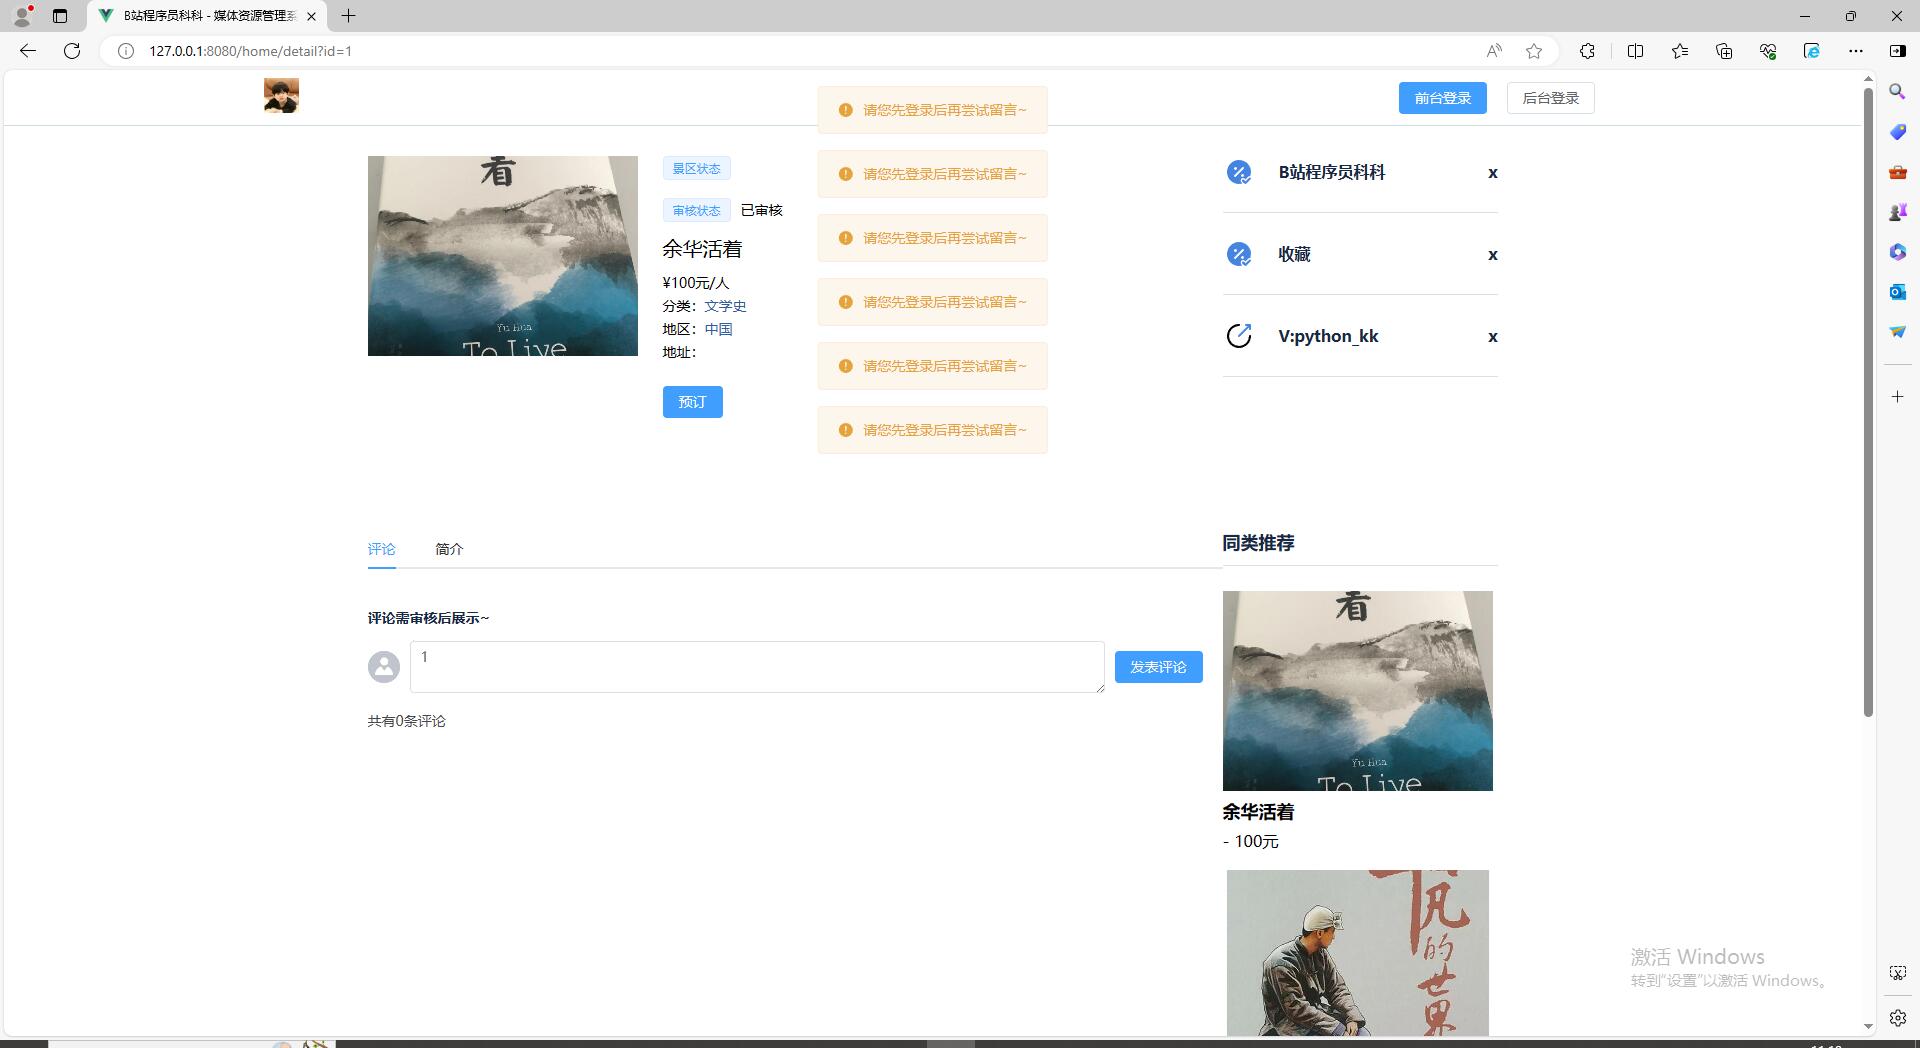 B站程序员科科 - 媒体资源管理系
127.0.0.1:8080/home/detail?id=1
前台登录
后台登录
请您先登录后再尝试留言~
请您先登录后再尝试留言~
请您先登录后再尝试留言~
请您先登录后再尝试留言~
请您先登录后再尝试留言~
请您先登录后再尝试留言~
看
Yu Hua
To Live
景区状态
审核状态 已审核
余华活着
¥100元/人
分类：文学史
地区：中国
地址：
预订
B站程序员科科 x
收藏 x
V:python_kk x
评论 简介
评论需审核后展示~
1
发表评论
共有0条评论
同类推荐
看
Yu Hua
To Live
余华活着
- 100元
凡
的
世
界
激活 Windows
转到“设置”以激活 Windows。